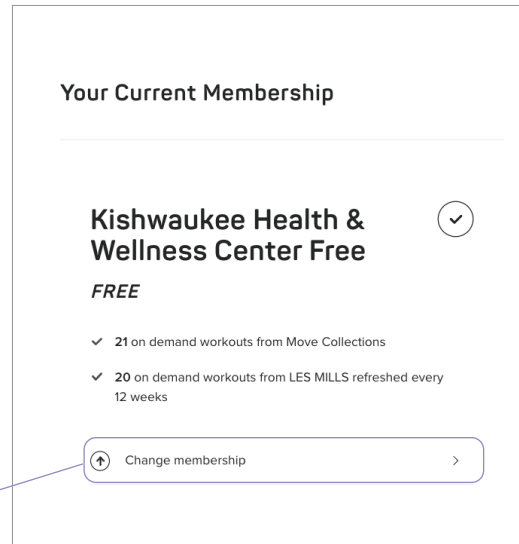 Your Current Membership
Kishwaukee Health &
Wellness Center Free
FREE
21 on demand workouts from Move Collections
20 on demand workouts from LES MILLS refreshed every
12 weeks
Change membership